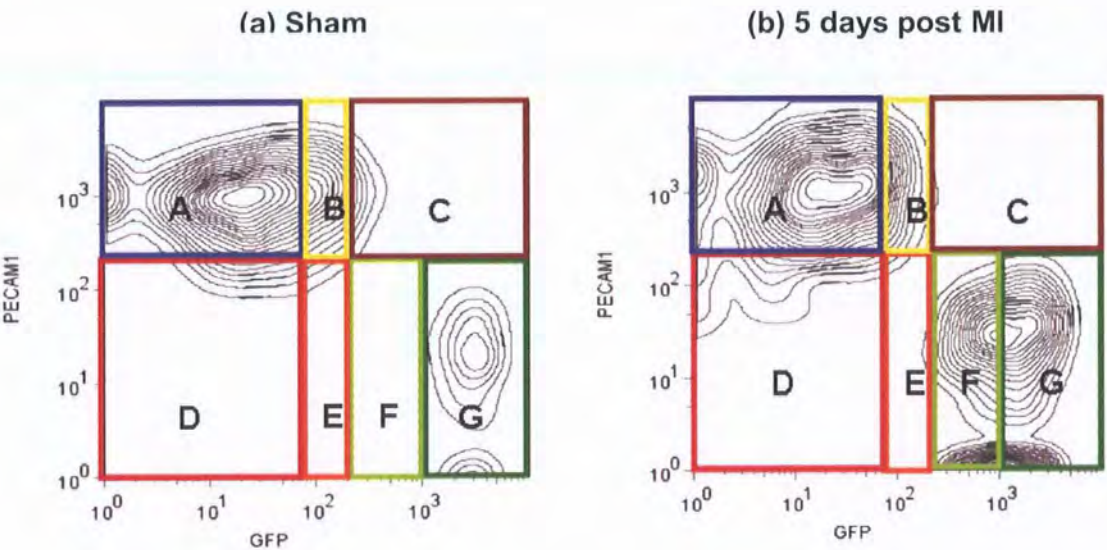 (a) Sham
(b) 5 days post MI
PECAM1
10³
10²
10¹
10⁰
A
B
C
D
E
F
G
10⁰ 10¹ 10² 10³
GFP
PECAM1
10³
10²
10¹
10⁰
A
B
C
D
E
F
G
10⁰ 10¹ 10² 10³
GFP